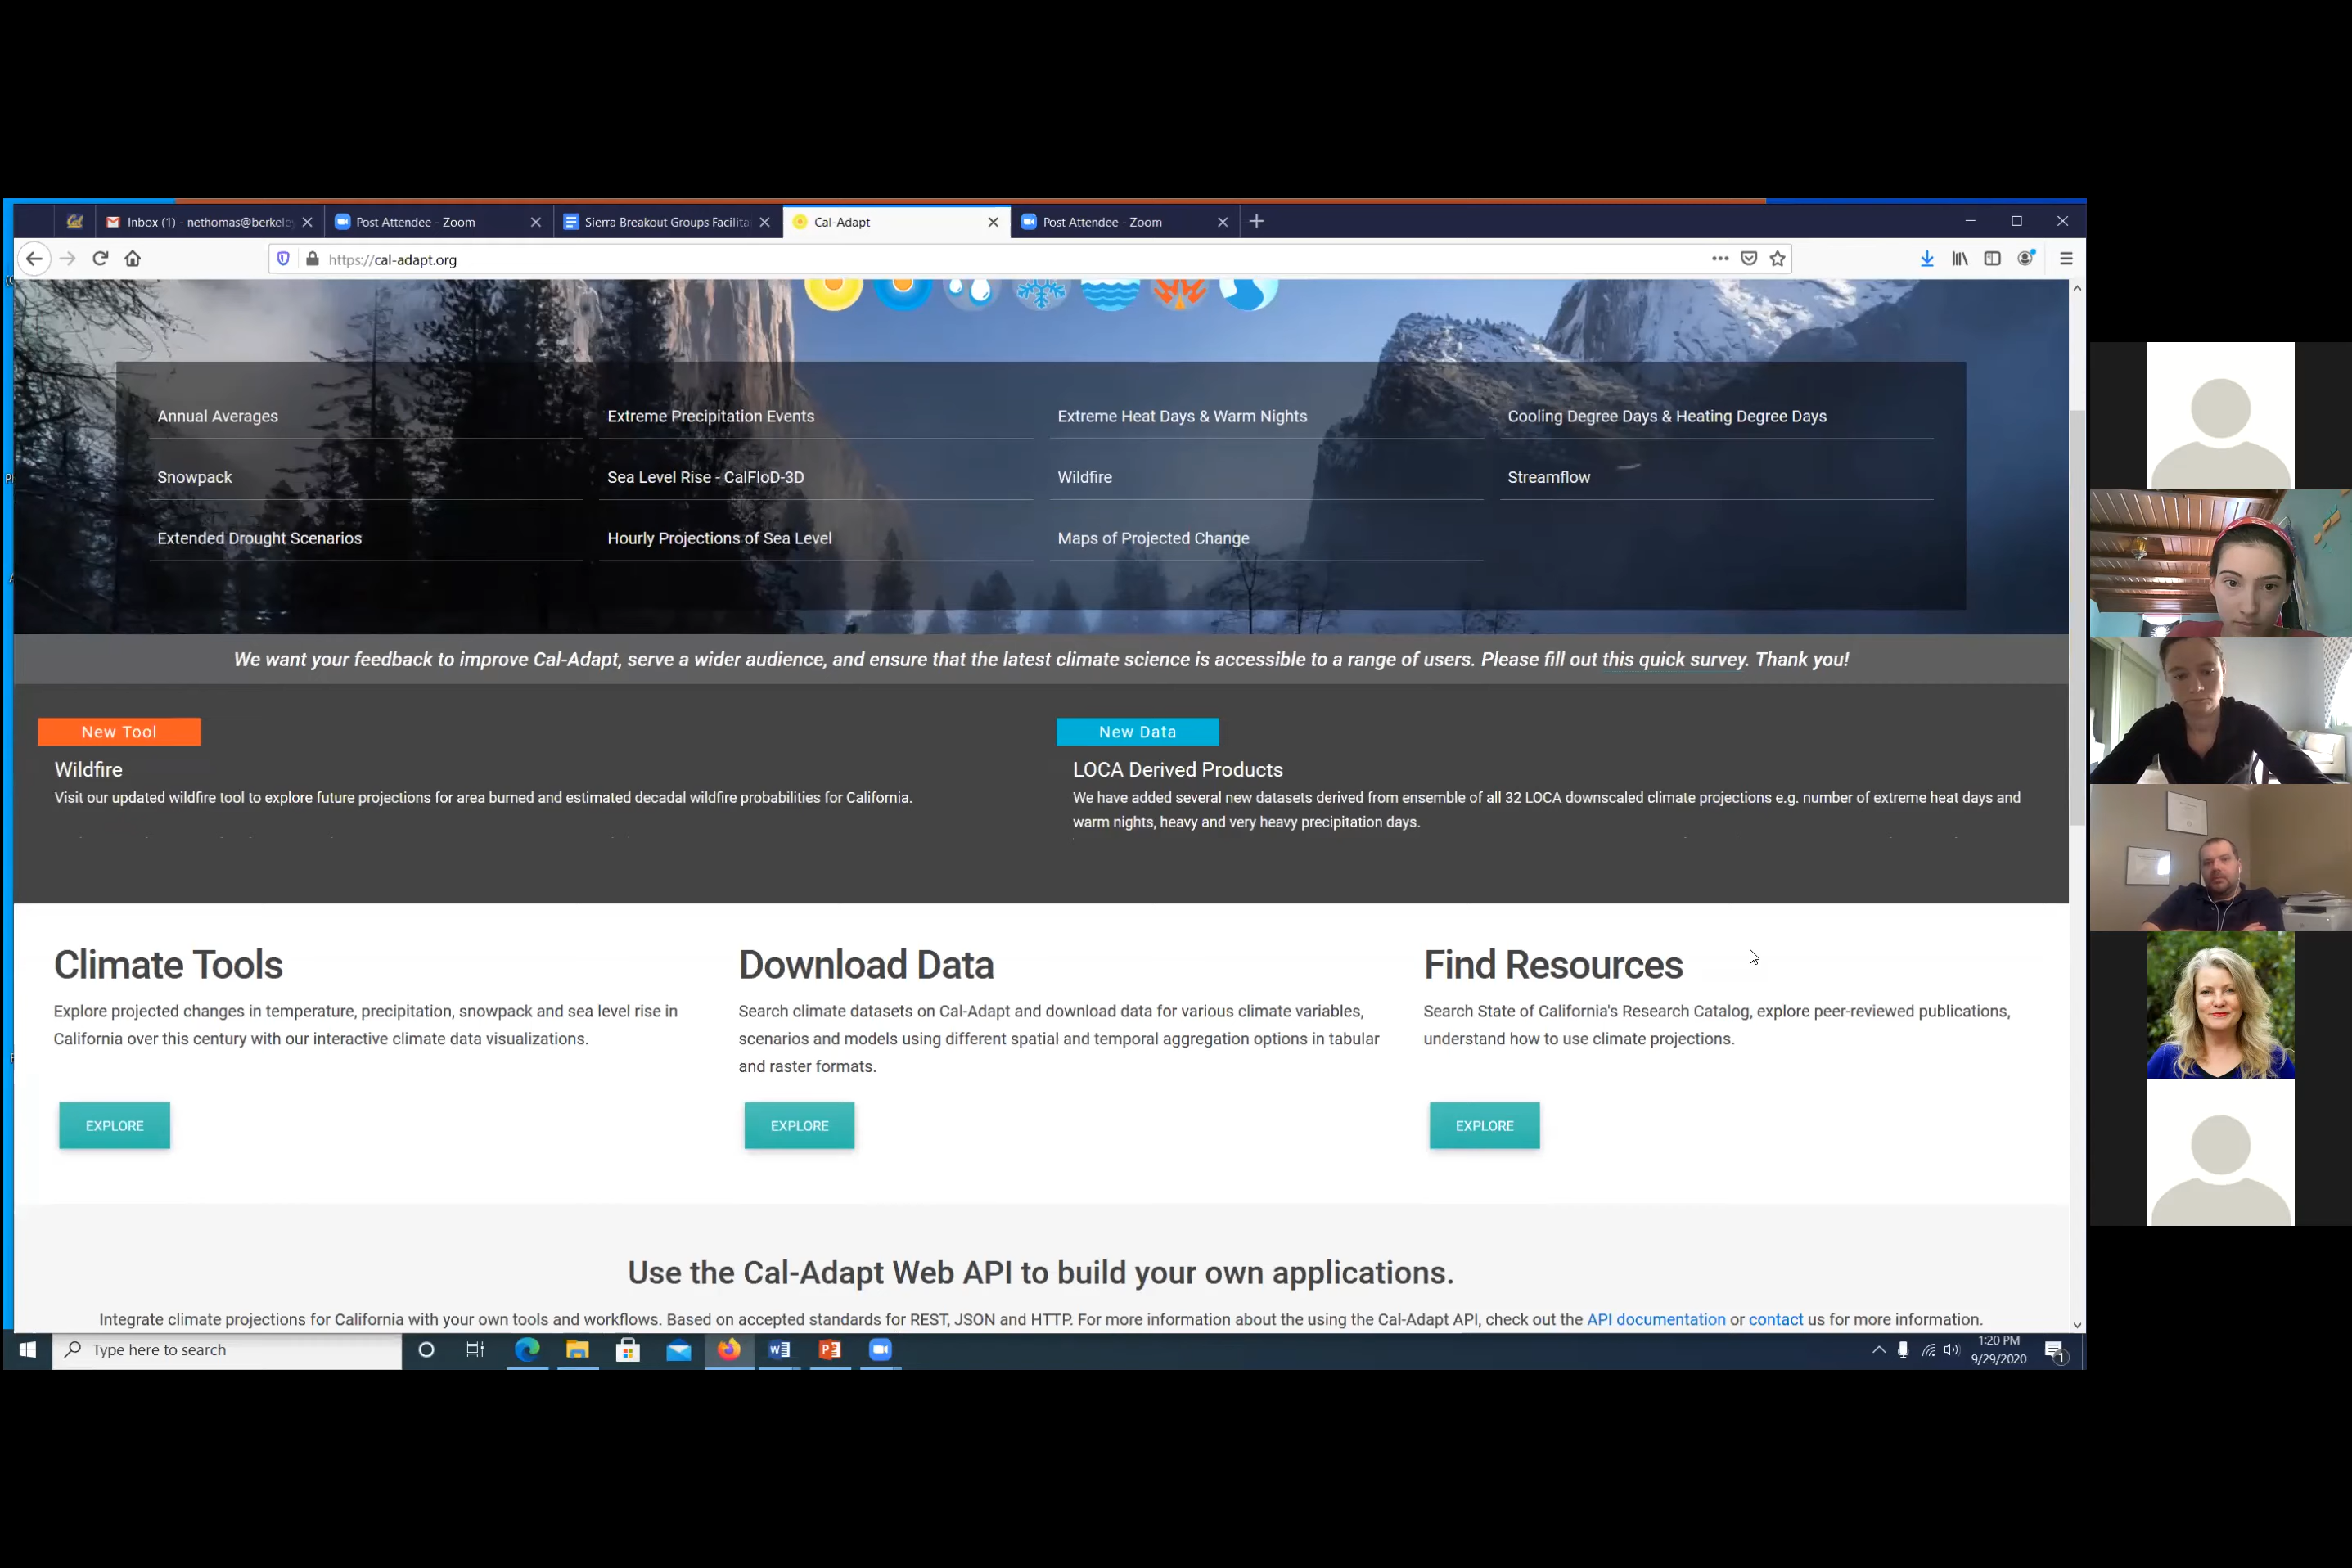 Cal
Inbox (1) - nethomas@berkele
Post Attendee - Zoom
Sierra Breakout Groups Facilita
Cal-Adapt
Post Attendee - Zoom
https://cal-adapt.org
Annual Averages
Extreme Precipitation Events
Extreme Heat Days & Warm Nights
Cooling Degree Days & Heating Degree Days
Snowpack
Sea Level Rise - CalFloD-3D
Wildfire
Streamflow
Extended Drought Scenarios
Hourly Projections of Sea Level
Maps of Projected Change
We want your feedback to improve Cal-Adapt, serve a wider audience, and ensure that the latest climate science is accessible to a range of users. Please fill out this quick survey. Thank you!
New Tool
Wildfire
Visit our updated wildfire tool to explore future projections for area burned and estimated decadal wildfire probabilities for California.
New Data
LOCA Derived Products
We have added several new datasets derived from ensemble of all 32 LOCA downscaled climate projections e.g. number of extreme heat days and
warm nights, heavy and very heavy precipitation days.
Climate Tools
Explore projected changes in temperature, precipitation, snowpack and sea level rise in
California over this century with our interactive climate data visualizations.
EXPLORE
Download Data
Search climate datasets on Cal-Adapt and download data for various climate variables,
scenarios and models using different spatial and temporal aggregation options in tabular
and raster formats.
EXPLORE
Find Resources
Search State of California's Research Catalog, explore peer-reviewed publications,
understand how to use climate projections.
EXPLORE
Use the Cal-Adapt Web API to build your own applications.
Integrate climate projections for California with your own tools and workflows. Based on accepted standards for REST, JSON and HTTP. For more information about the using the Cal-Adapt API, check out the API documentation or contact us for more information.
Type here to search
1:20 PM
9/29/2020
1